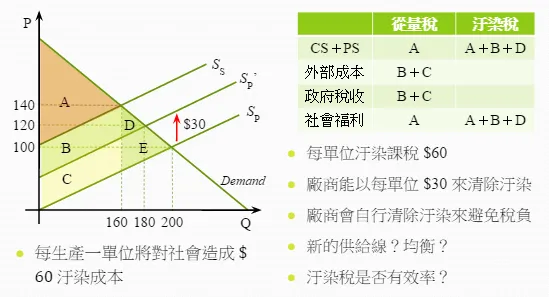 P
S_S
S_P'
A
140
D
$30
S_P
120
100
B
E
C
Demand
160 180 200
Q
每生產一單位將對社會造成 $
60 汙染成本
從量稅 汙染稅
CS＋PS A A＋B＋D
外部成本 B＋C
政府稅收 B＋C
社會福利 A A＋B＋D
每單位汙染課稅 $60
廠商能以每單位 $30 來清除汙染
廠商會自行清除汙染來避免稅負
新的供給線？均衡？
汙染稅是否有效率？